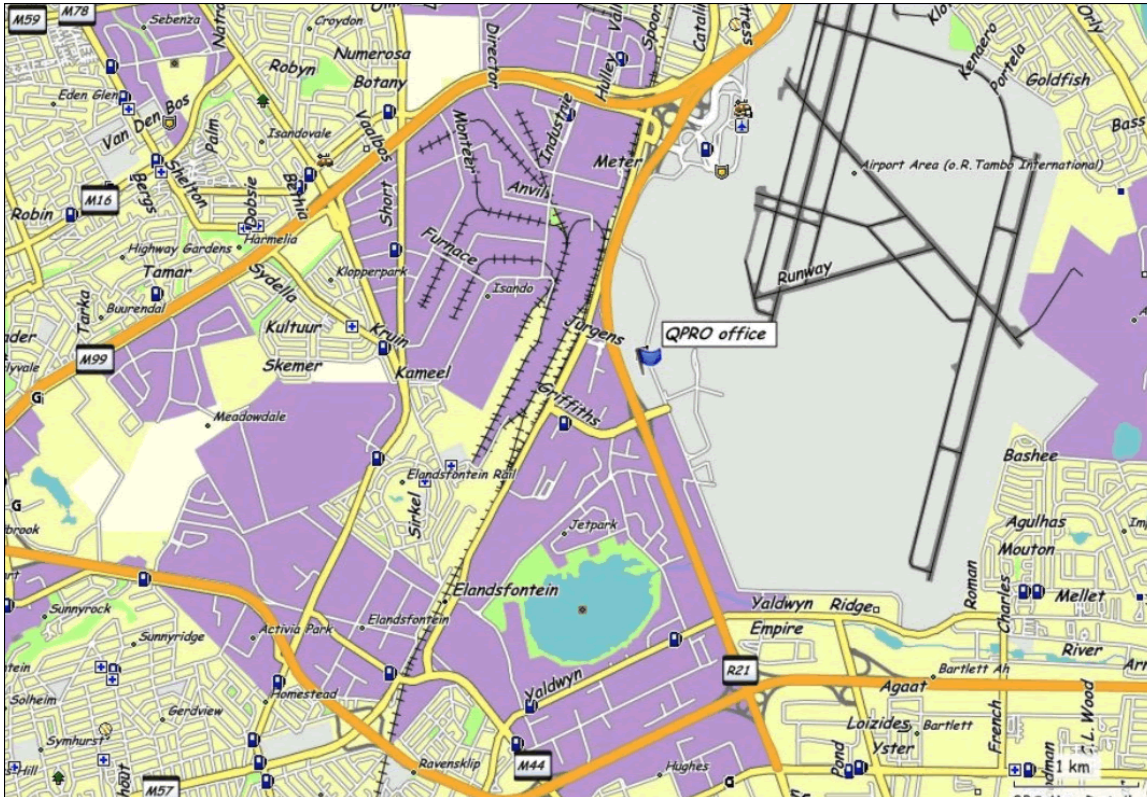 M59
M78
Sebenza
Croydon
Natro
Numerosa
Botany
Robyn
Director
Hulley
Catalin
Kenaero
Portela
Orly
Goldfish
Bass
Eden Glen
Van Den Bos
Palm
Isandovale
Vaalbos
Monteer
Industrie
Meter
Airport Area (o.R.Tambo International)
Shelton
Bergs
M16
Robin
Dobsie
Short
Anvil
Furnace
Highway Gardens
Harmelia
Tamar
Sydella
Klopperpark
Isando
Runway
Tarka
Buurendal
Kultuur
Kruin
Jurgens
QPRO office
M99
Skemer
Kameel
Griffiths
G
Meadowdale
Bashee
Elandsfontein Rail
G
Sirkel
Jetpark
Agulhas
Mouton
Roman
Charles
Mellet
Elandsfontein
Sunnyrock
Yaldwyn Ridge
Sunnyridge
Activia Park
Elandsfontein
Empire
River
R21
Bartlett Ah
Agaat
Solheim
Homestead
Yaldwyn
Gerdview
Loizides
Bartlett
French
L. Wood
Symhurst
Yster
Pond
M44
Ravensklip
Hughes
1 km
M57